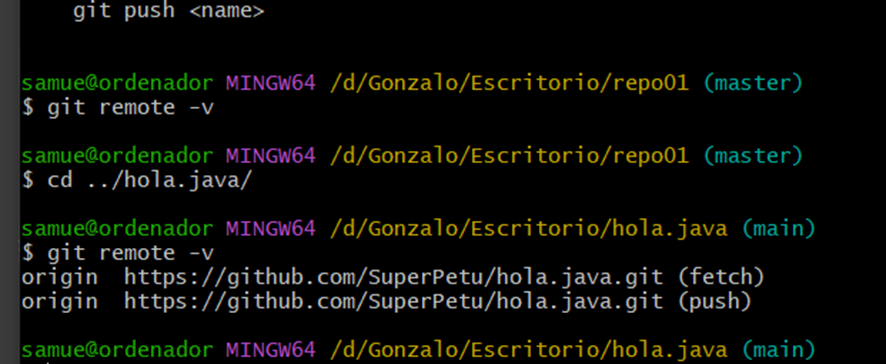 git push <name>
samue@ordenador MINGW64 /d/Gonzalo/Escritorio/repo01 (master)
$ git remote -v
samue@ordenador MINGW64 /d/Gonzalo/Escritorio/repo01 (master)
$ cd ../hola.java/
samue@ordenador MINGW64 /d/Gonzalo/Escritorio/hola.java (main)
$ git remote -v
origin  https://github.com/SuperPetu/hola.java.git (fetch)
origin  https://github.com/SuperPetu/hola.java.git (push)
samue@ordenador MINGW64 /d/Gonzalo/Escritorio/hola.java (main)